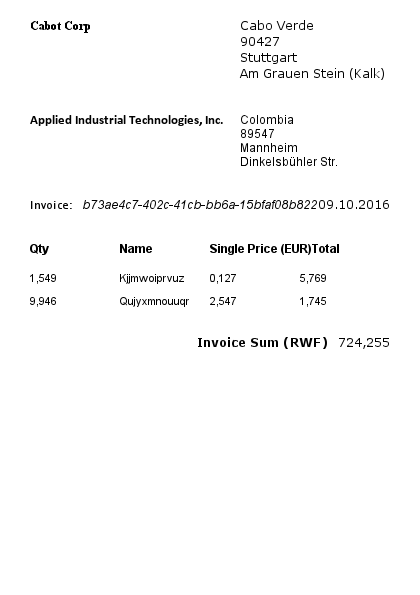 Cabot Corp
Cabo Verde
90427
Stuttgart
Am Grauen Stein (Kalk)
Applied Industrial Technologies, Inc.
Colombia
89547
Mannheim
Dinkelsbühler Str.
Invoice: b73ae4c7-402c-41cb-bb6a-15bfaf08b82209.10.2016
Qty Name Single Price (EUR)Total
1,549 Kjjmwoiprvuz 0,127 5,769
9,946 Qujyxmnouuqr 2,547 1,745
Invoice Sum (RWF) 724,255